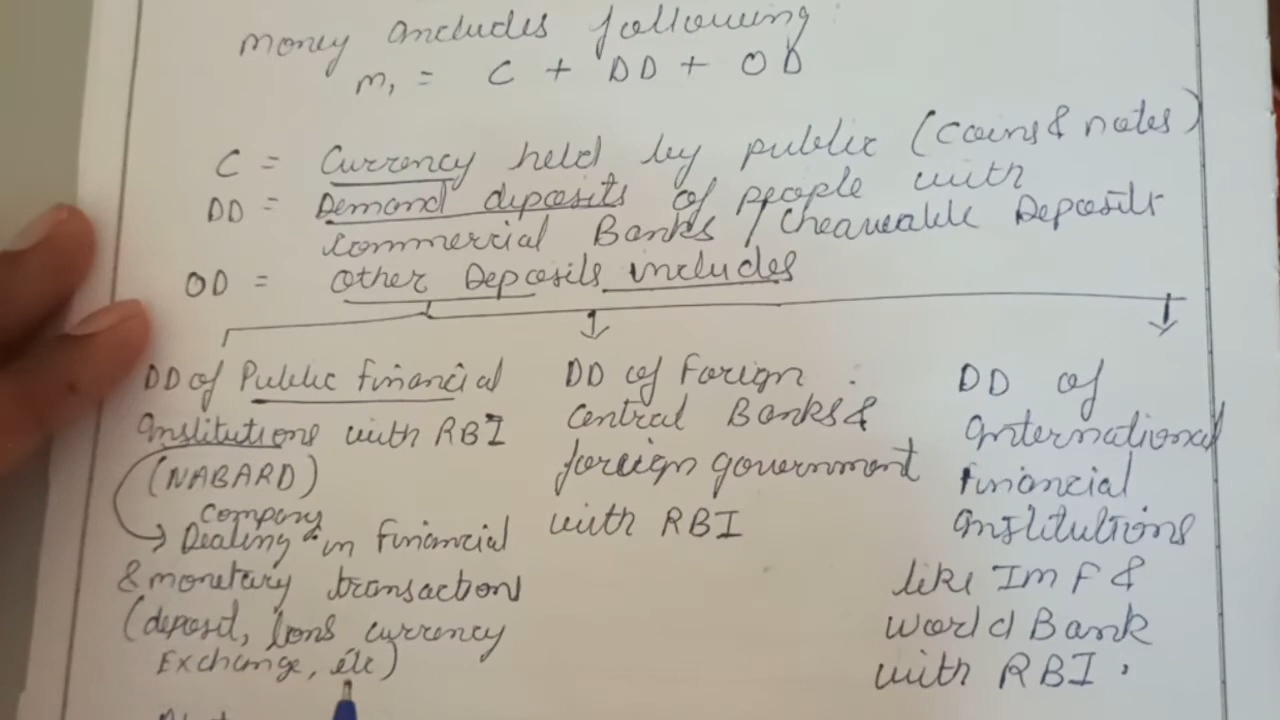 money includes following:
M1 = C + DD + OD
C = Currency held by public (coins & notes)
DD = Demand deposits of people with
commercial Banks / Cheaueable Deposits
OD = Other Deposits includes
DD of Public Financial
Institutions with RBI
(NABARD)
company
Dealing in Financial
& monetary transaction
(deposit, lons currency
Exchange, etc)
DD of Forign
Central Banks &
foreign government
with RBI
DD of
International
Financial
Institutions
like IMF &
World Bank
with RBI.